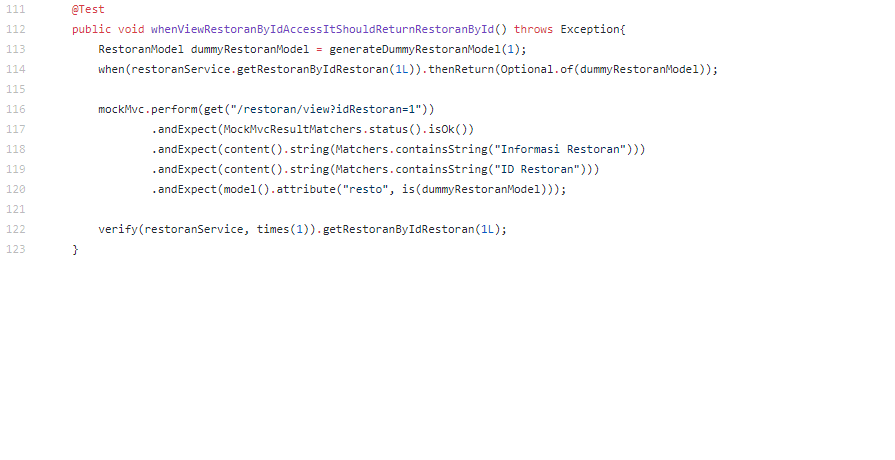 111 @Test
112 public void whenViewRestoranByIdAccessItShouldReturnRestoranById() throws Exception{
113 RestoranModel dummyRestoranModel = generateDummyRestoranModel(1);
114 when(restoranService.getRestoranByIdRestoran(1L)).thenReturn(Optional.of(dummyRestoranModel));
115
116 mockMvc.perform(get("/restoran/view?idRestoran=1"))
117 .andExpect(MockMvcResultMatchers.status().isOk())
118 .andExpect(content().string(Matchers.containsString("Informasi Restoran")))
119 .andExpect(content().string(Matchers.containsString("ID Restoran")))
120 .andExpect(model().attribute("resto", is(dummyRestoranModel)));
121
122 verify(restoranService, times(1)).getRestoranByIdRestoran(1L);
123 }